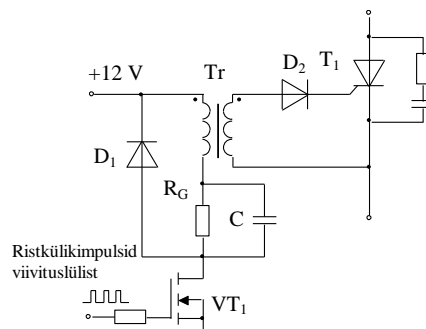 +12 V
Tr
D2
T1
D1
RG
C
Ristkülikimpulsid
viivituslülist
VT1